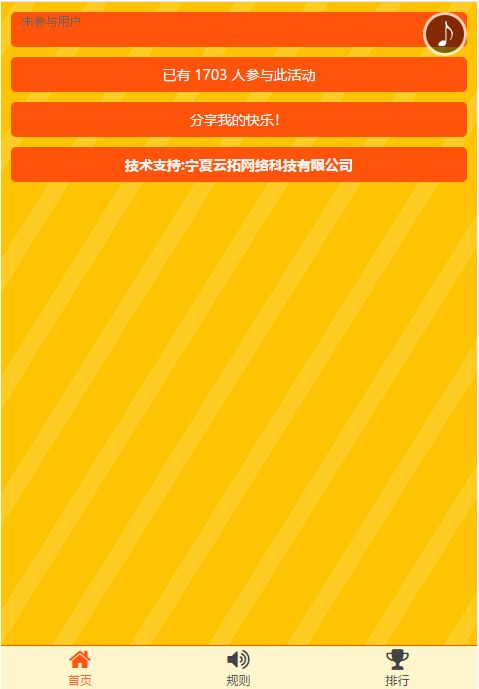 未参与用户
已有 1703 人参与此活动
分享我的快乐!
技术支持:宁夏云拓网络科技有限公司
首页
规则
排行